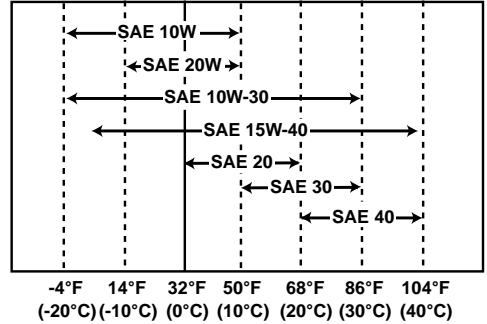 SAE 10W
SAE 20W
SAE 10W-30
SAE 15W-40
SAE 20
SAE 30
SAE 40
-4°F 14°F 32°F 50°F 68°F 86°F 104°F
(-20°C) (-10°C) (0°C) (10°C) (20°C) (30°C) (40°C)